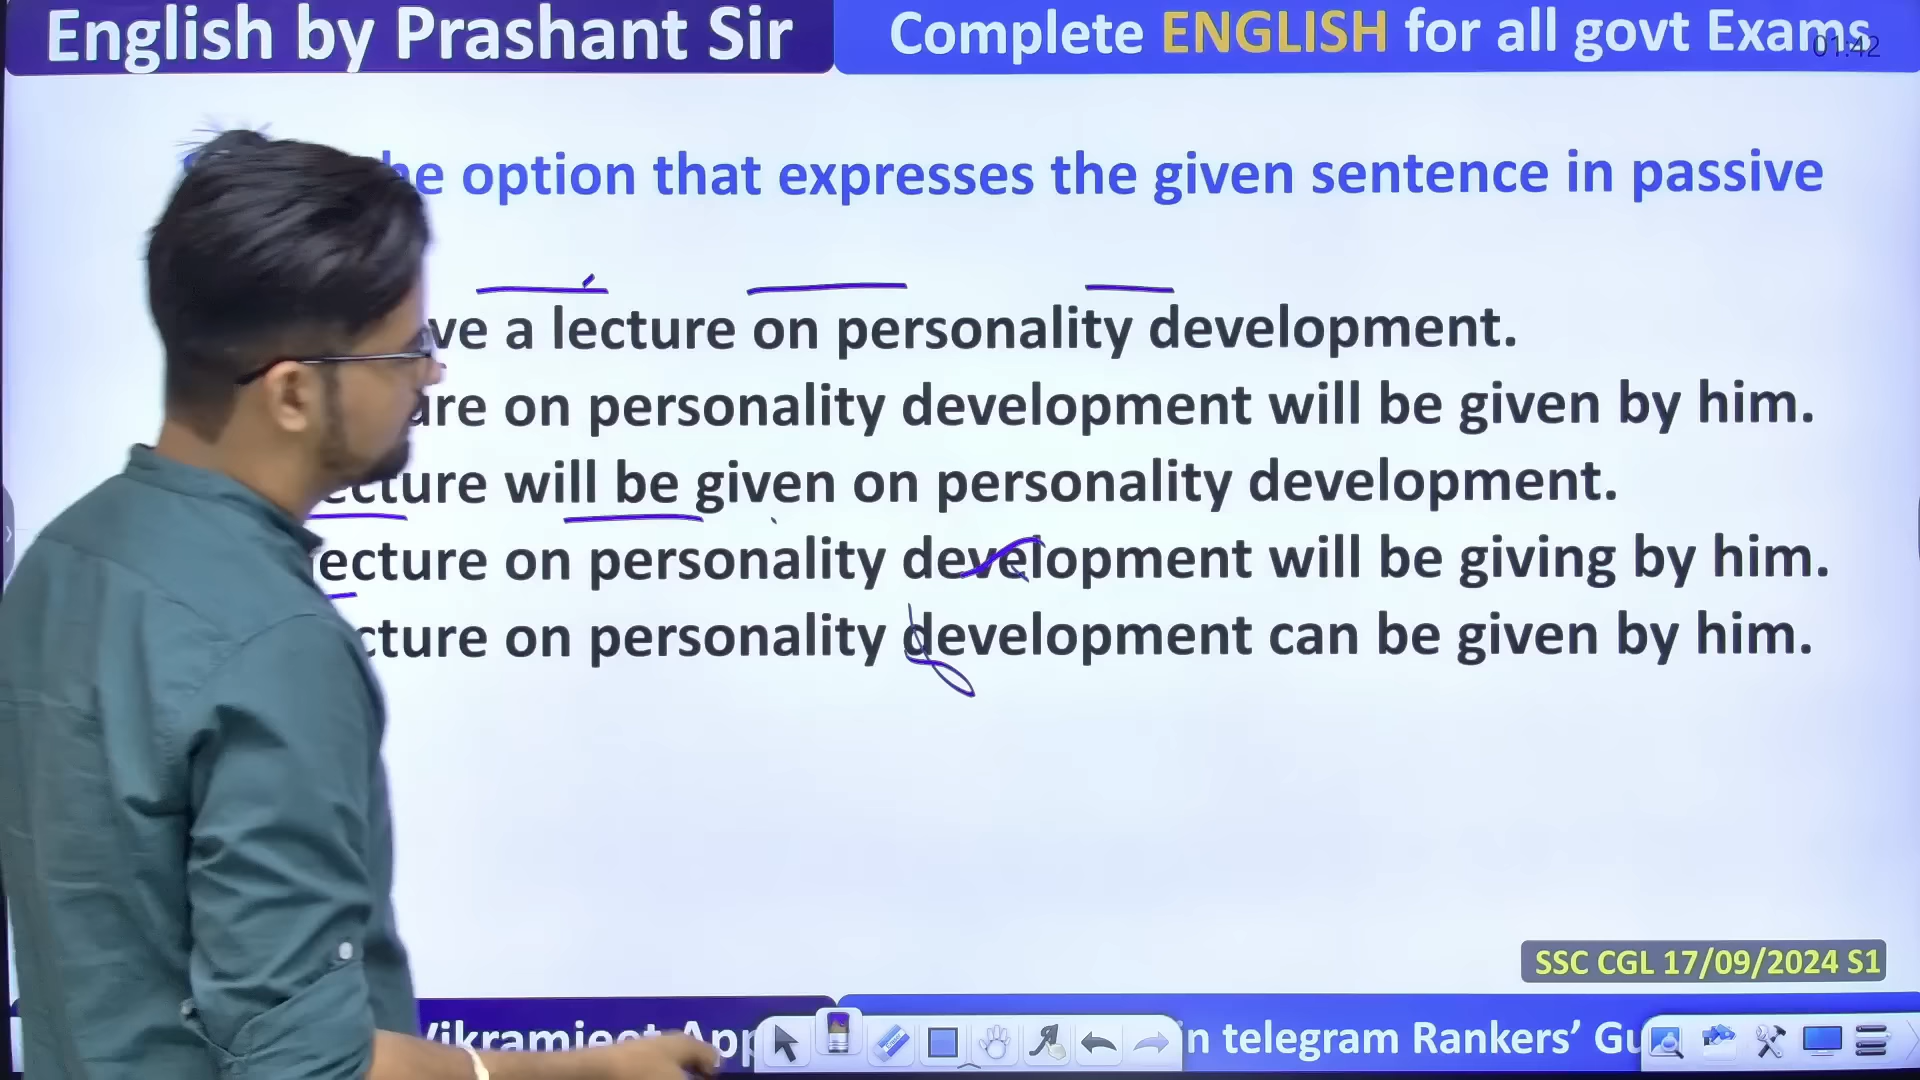 English by Prashant Sir
Complete ENGLISH for all govt Exams
01:42
he option that expresses the given sentence in passive
ve a lecture on personality development.
ure on personality development will be given by him.
ecture will be given on personality development.
ecture on personality development will be giving by him.
cture on personality development can be given by him.
SSC CGL 17/09/2024 S1
Vikramjeet App
in telegram Rankers' Gu